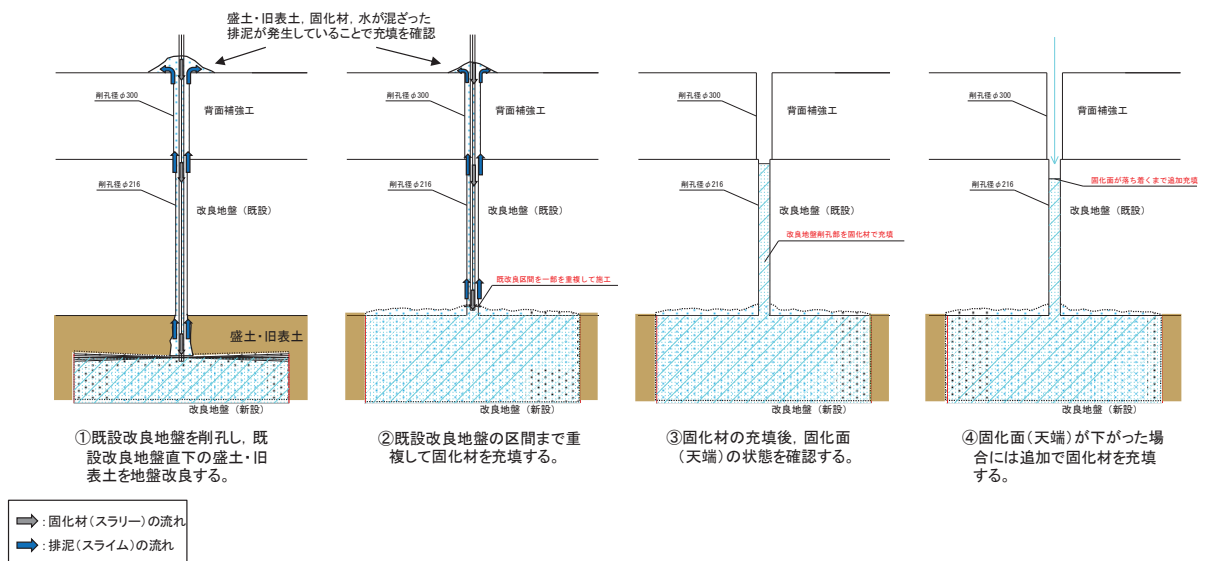 盛土・旧表土，固化材，水が混ざった
排泥が発生していることで充填を確認
削孔径φ300
背面補強工
削孔径φ216
改良地盤（既設）
盛土・旧表土
改良地盤（新設）
①既設改良地盤を削孔し，既
設改良地盤直下の盛土・旧
表土を地盤改良する。
削孔径φ300
背面補強工
削孔径φ216
改良地盤（既設）
既改良区間を一部を重複して施工
改良地盤（新設）
②既設改良地盤の区間まで重
複して固化材を充填する。
削孔径φ300
背面補強工
削孔径φ216
改良地盤（既設）
改良地盤削孔部を固化材で充填
改良地盤（新設）
③固化材の充填後，固化面
（天端）の状態を確認する。
削孔径φ300
背面補強工
固化面が落ち着くまで追加充填
削孔径φ216
改良地盤（既設）
改良地盤（新設）
④固化面（天端）が下がった場
合には追加で固化材を充填
する。
：固化材（スラリー）の流れ
：排泥（スライム）の流れ